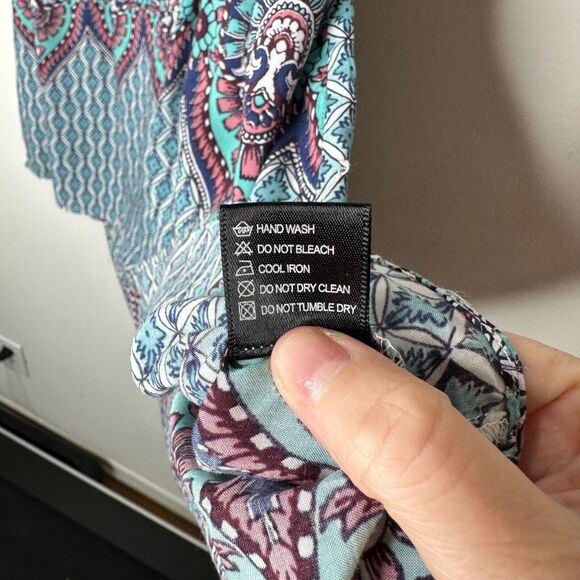 HAND WASH
DO NOT BLEACH
COOL IRON
DO NOT DRY CLEAN
DO NOT TUMBLE DRY